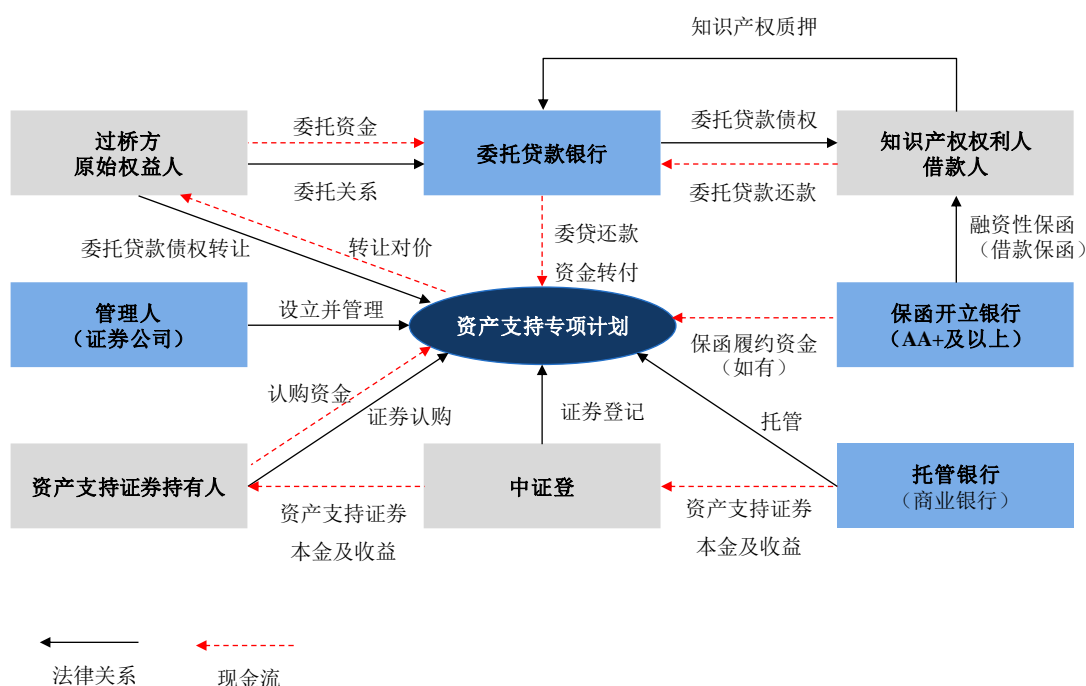 知识产权质押
过桥方
原始权益人
委托资金
委托关系
委托贷款银行
委托贷款债权
委托贷款还款
知识产权权利人
借款人
委托贷款债权转让
转让对价
委贷还款
资金转付
融资性保函
（借款保函）
管理人
（证券公司）
设立并管理
资产支持专项计划
保函履约资金
（如有）
保函开立银行
（AA+及以上）
认购资金
证券认购
证券登记
托管
资产支持证券持有人
资产支持证券
本金及收益
中证登
资产支持证券
本金及收益
托管银行
（商业银行）
法律关系
现金流